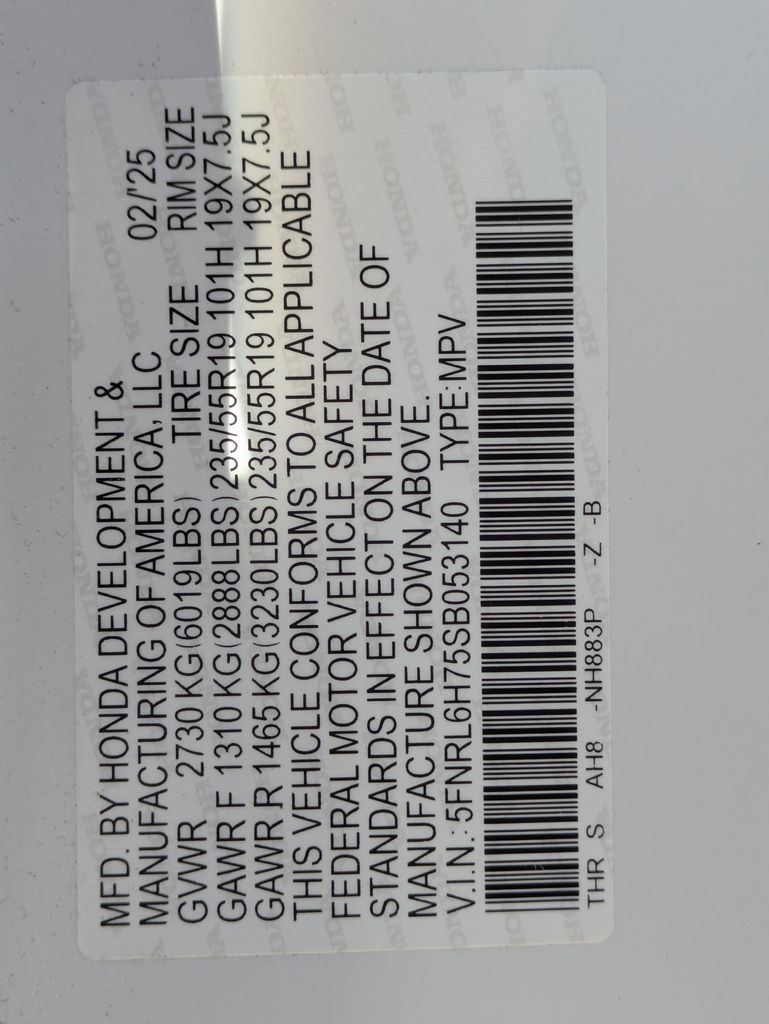 MFD. BY HONDA DEVELOPMENT &
MANUFACTURING OF AMERICA, LLC 02/'25
GVWR 2730 KG(6019LBS) TIRE SIZE RIM SIZE
GAWR F 1310 KG(2888LBS) 235/55R19 101H 19X7.5J
GAWR R 1465 KG(3230LBS) 235/55R19 101H 19X7.5J
THIS VEHICLE CONFORMS TO ALL APPLICABLE
FEDERAL MOTOR VEHICLE SAFETY
STANDARDS IN EFFECT ON THE DATE OF
MANUFACTURE SHOWN ABOVE.
V.I.N.: 5FNRL6H75SB053140 TYPE: MPV
THR S AH8 -NH883P -Z -B